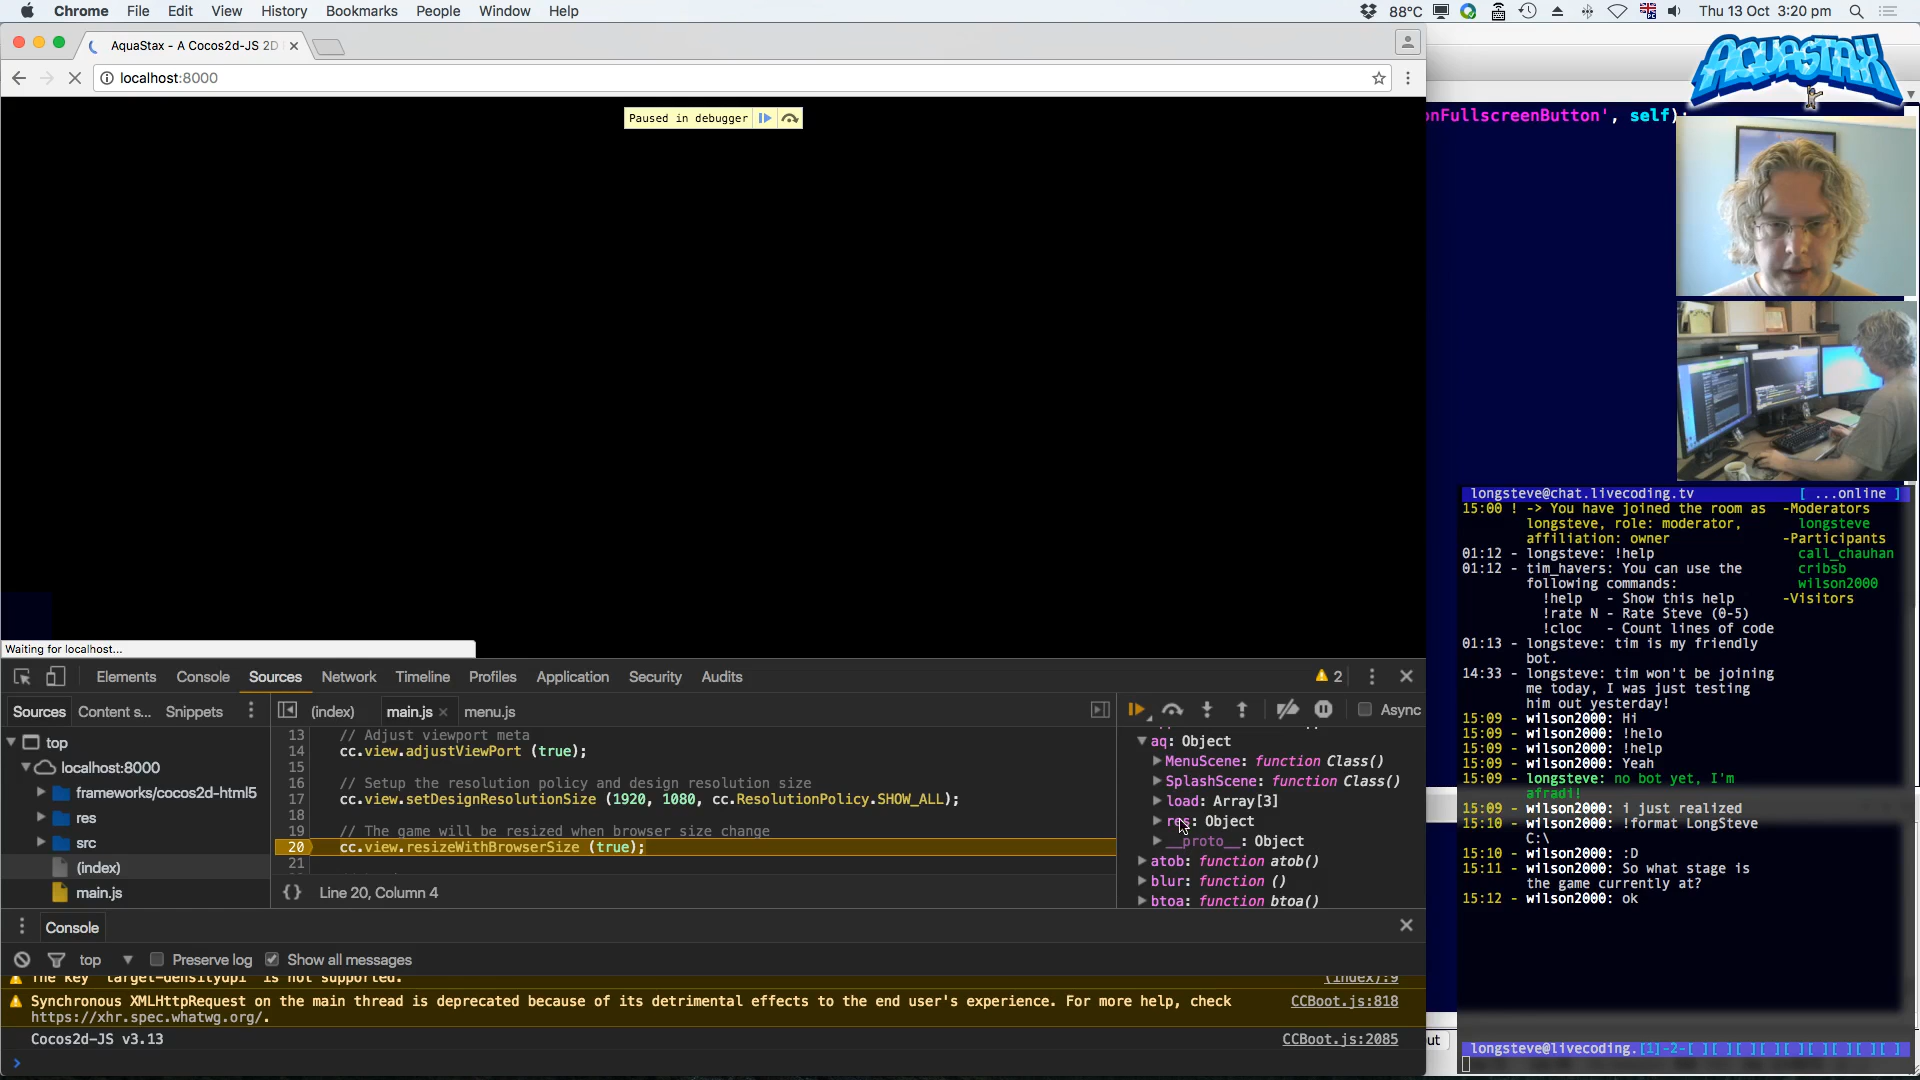 Chrome File Edit View History Bookmarks People Window Help
88°C Thu 13 Oct 3:20 pm
AquaStax - A Cocos2d-JS 2D
localhost:8000
Paused in debugger
Waiting for localhost...
onFullscreenButton', self);
AQUASTAX
Elements Console Sources Network Timeline Profiles Application Security Audits
2
Sources Content s... Snippets
(index) main.js menu.js
Async
top
localhost:8000
frameworks/cocos2d-html5
res
src
(index)
main.js
13 // Adjust viewport meta
14 cc.view.adjustViewPort (true);
15
16 // Setup the resolution policy and design resolution size
17 cc.view.setDesignResolutionSize (1920, 1080, cc.ResolutionPolicy.SHOW_ALL);
18
19 // The game will be resized when browser size change
20 cc.view.resizeWithBrowserSize (true);
21
{} Line 20, Column 4
aq: Object
MenuScene: function Class()
SplashScene: function Class()
load: Array[3]
res: Object
__proto__: Object
atob: function atob()
blur: function ()
btoa: function btoa()
Console
top Preserve log Show all messages
The key "target-densitydpi" is not supported. (index):9
Synchronous XMLHttpRequest on the main thread is deprecated because of its detrimental effects to the end user's experience. For more help, check CCBoot.js:818
https://xhr.spec.whatwg.org/.
Cocos2d-JS v3.13 CCBoot.js:2085
longsteve@chat.livecoding.tv [ ...online ]
15:00 ! -> You have joined the room as
longsteve, role: moderator,
affiliation: owner
01:12 - longsteve: !help
01:12 - tim_havers: You can use the
following commands:
!help - Show this help
!rate N - Rate Steve (0-5)
!cloc - Count lines of code
01:13 - longsteve: tim is my friendly
bot.
14:33 - longsteve: tim won't be joining
me today, I was just testing
him out yesterday!
15:09 - wilson2000: Hi
15:09 - wilson2000: !helo
15:09 - wilson2000: !help
15:09 - wilson2000: Yeah
15:09 - longsteve: no bot yet, I'm
afradi!
15:09 - wilson2000: i just realized
15:10 - wilson2000: !format LongSteve
C:\
15:10 - wilson2000: :D
15:11 - wilson2000: So what stage is
the game currently at?
15:12 - wilson2000: ok
-Moderators
longsteve
-Participants
call_chauhan
cribsb
wilson2000
-Visitors
ut
longsteve@livecoding.[1]-2-[ ][ ][ ][ ][ ][ ][ ][ ][ ]